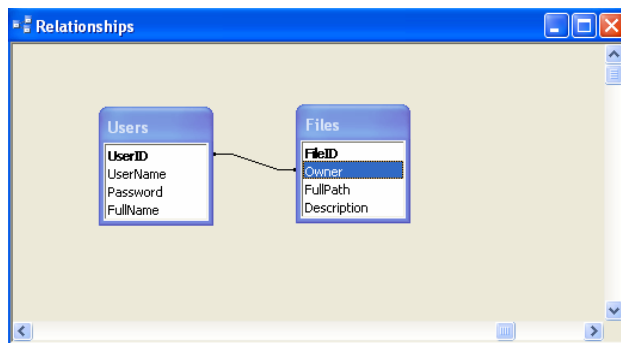 Relationships
Users
UserID
UserName
Password
FullName
Files
FileID
Owner
FullPath
Description